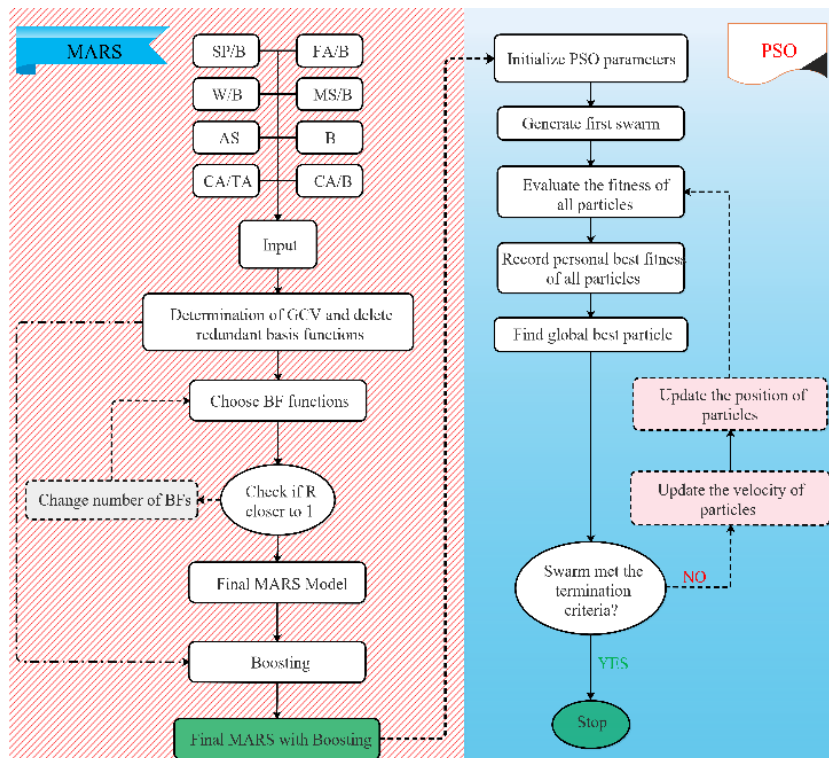 MARS
SP/B
FA/B
W/B
MS/B
AS
B
CA/TA
CA/B
Input
Determination of GCV and delete
redundant basis functions
Choose BF functions
Change number of BFs
Check if R
closer to 1
Final MARS Model
Boosting
Final MARS with Boosting
PSO
Initialize PSO parameters
Generate first swarm
Evaluate the fitness of
all particles
Record personal best fitness
of all particles
Find global best particle
Update the position of
particles
Update the velocity of
particles
Swarm met the
termination
criteria?
NO
YES
Stop